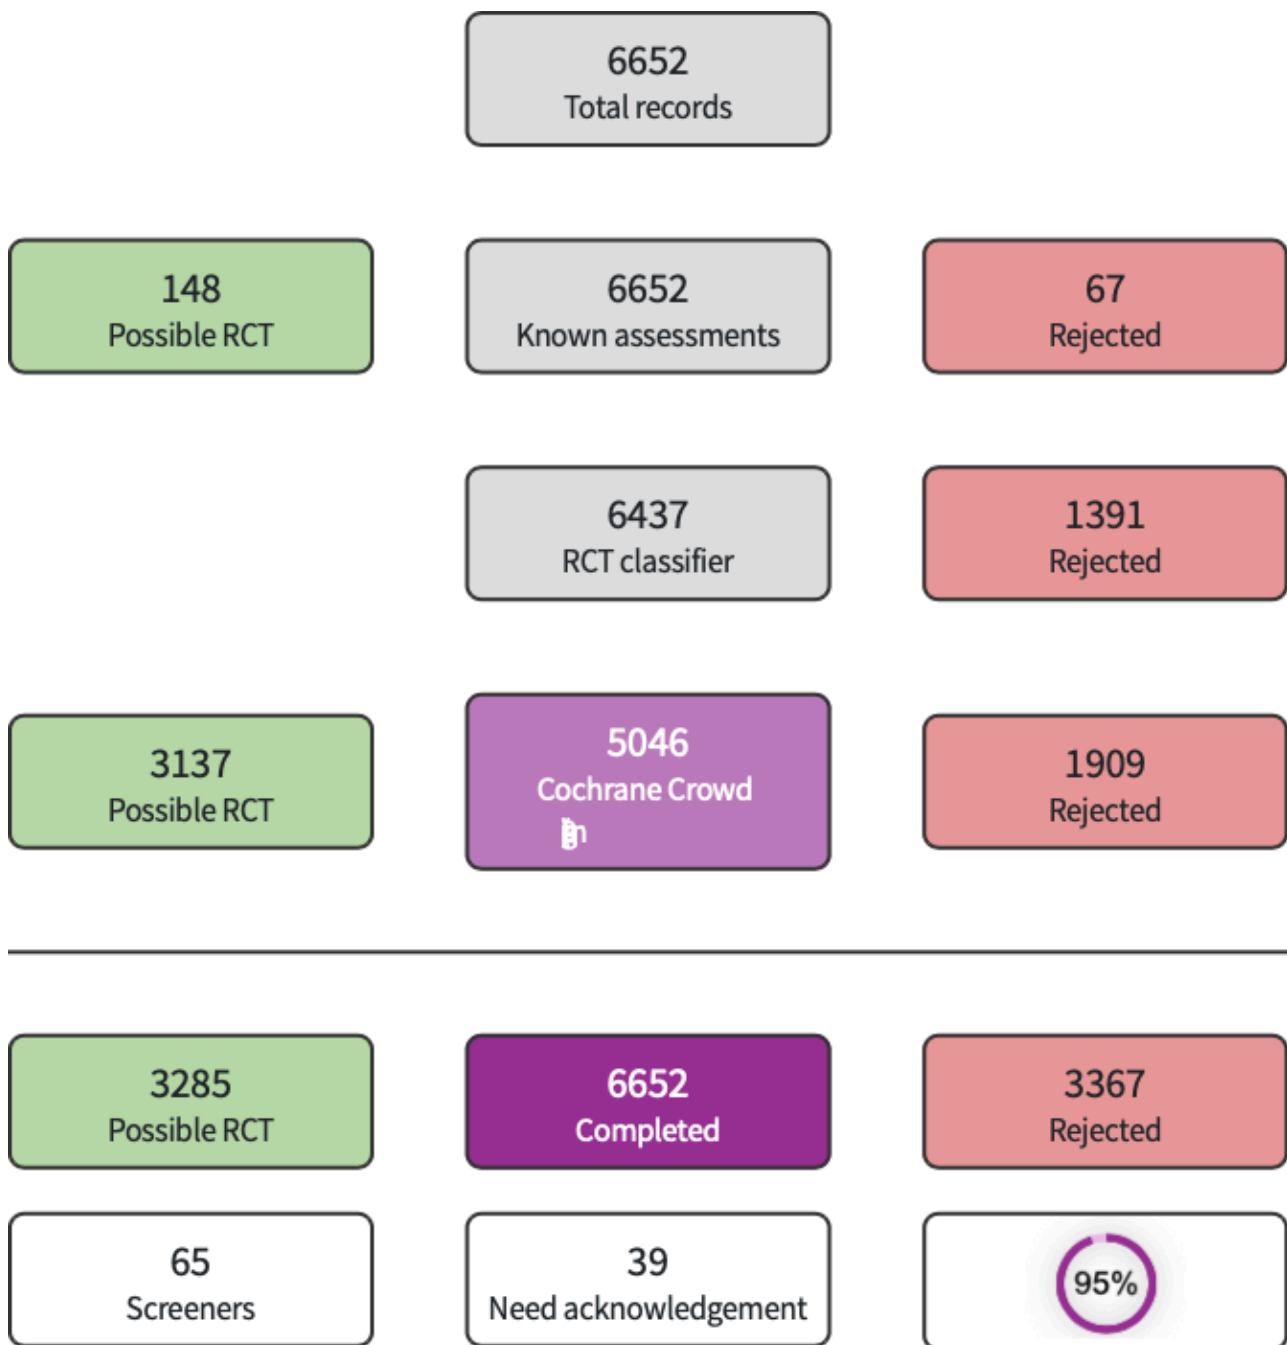 6652
Total records
148
Possible RCT
6652
Known assessments
67
Rejected
6437
RCT classifier
1391
Rejected
3137
Possible RCT
5046
Cochrane Crowd
1909
Rejected
3285
Possible RCT
6652
Completed
3367
Rejected
65
Screeners
39
Need acknowledgement
95%